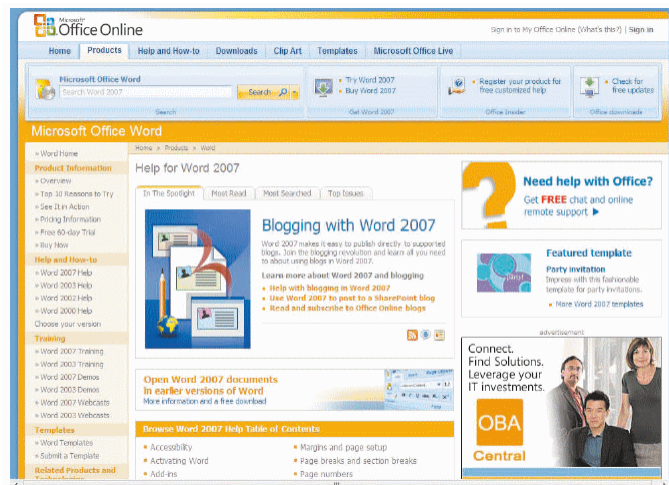 Microsoft
Office Online
Sign in to My Office Online (What's this?) | Sign in
Home Products Help and How-to Downloads Clip Art Templates Microsoft Office Live
Microsoft Office Word
Search Word 2007
Search
Search
Try Word 2007
Buy Word 2007
Get Word 2007
Register your product for
free customized help
Office Insider
Check for
free updates
Office downloads
Microsoft Office Word
» Word Home
Product Information
» Overview
» Top 10 Reasons to Try
» See It in Action
» Pricing Information
» Free 60-day Trial
» Buy Now
Help and How-to
» Word 2007 Help
» Word 2003 Help
» Word 2002 Help
» Word 2000 Help
Choose your version
Training
» Word 2007 Training
» Word 2003 Training
» Word 2007 Demos
» Word 2003 Demos
» Word 2007 Webcasts
» Word 2003 Webcasts
Templates
» Word Templates
» Submit a Template
Related Products and
Technologies
Home > Products > Word
Help for Word 2007
In The Spotlight Most Read Most Searched Top Issues
Blogging with Word 2007
Word 2007 makes it easy to publish directly to supported
blogs. Join the blogging revolution and learn all you need
to about using blogs in Word 2007.
Learn more about Word 2007 and blogging
Help with blogging in Word 2007
Use Word 2007 to post to a SharePoint blog
Read and subscribe to Office Online blogs
Open Word 2007 documents
in earlier versions of Word
More information and a free download
Browse Word 2007 Help Table of Contents
Accessibility
Activating Word
Add-ins
Margins and page setup
Page breaks and section breaks
Page numbers
Need help with Office?
Get FREE chat and online
remote support
Featured template
Party invitation
Impress with this fashionable
template for party invitations.
More Word 2007 templates
advertisement
Connect.
Find Solutions.
Leverage your
IT investments.
OBA
Central